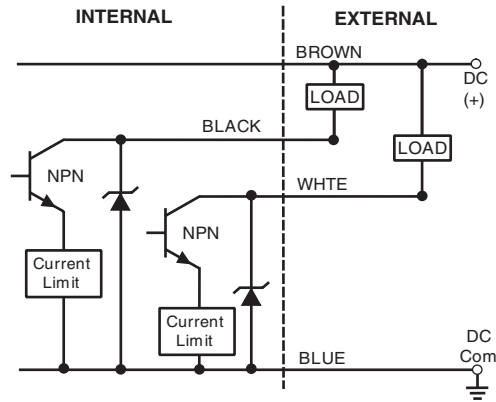 INTERNAL
EXTERNAL
BROWN
DC
(+)
LOAD
BLACK
LOAD
NPN
WHTE
NPN
Current
Limit
Current
Limit
BLUE
DC
Com